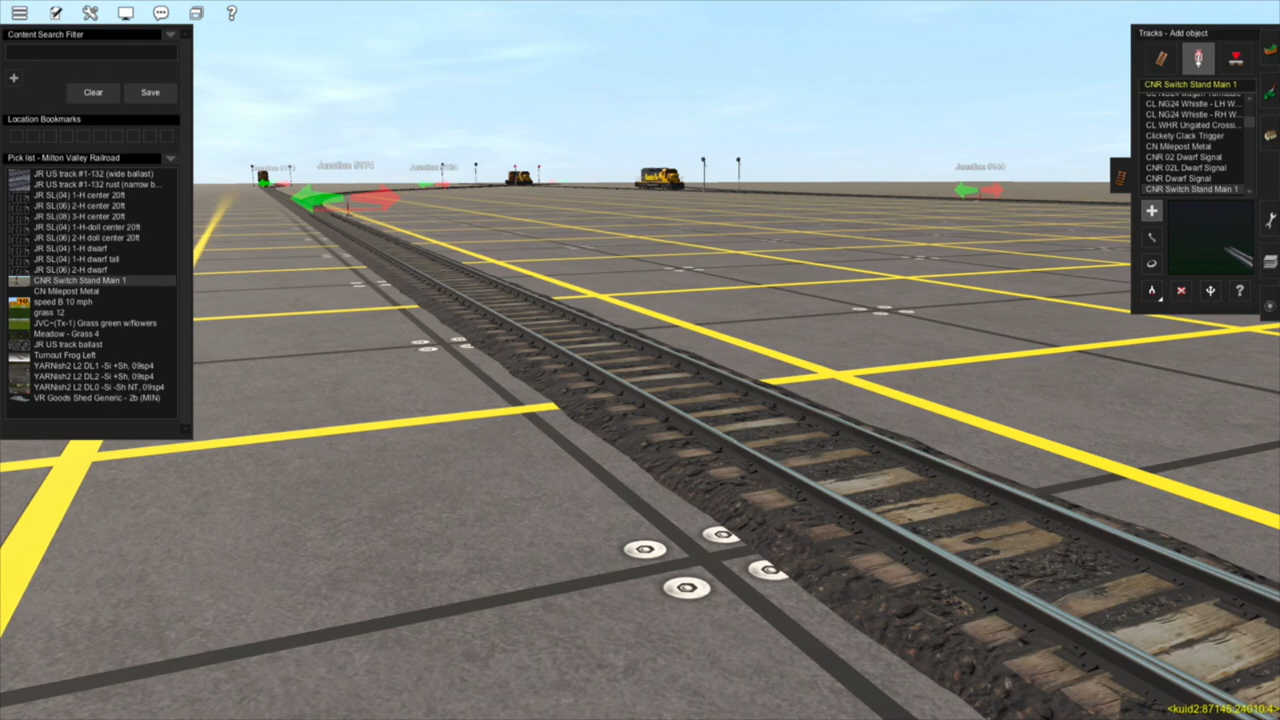 Content Search Filter
Clear
Save
Location Bookmarks
Pick list - Milton Valley Railroad
JR US track #1-132 (wide ballast)
JR US track #1-132 rust (narrow b...
JR SL(04) 1-H center 20ft
JR SL(06) 2-H center 20ft
JR SL(08) 3-H center 20ft
JR SL(04) 1-H-doll center 20ft
JR SL(06) 2-H doll center 20ft
JR SL(04) 1-H dwarf
JR SL(04) 1-H dwarf tall
JR SL(06) 2-H dwarf
CNR Switch Stand Main 1
CN Milepost Metal
speed B 10 mph
grass 12
JVC~(Tx-1) Grass green w/flowers
Meadow - Grass 4
JR US track ballast
Turnout Frog Left
YARNish2 L2 DL1 -Si +Sh, 09sp4
YARNish2 L2 DL2 -Si +Sh, 09sp4
YARNish2 L2 DL0 -Si -Sh NT, 09sp4
VR Goods Shed Generic - 2b (MIN)
Junction 5174
Junction
Junction
Tracks - Add object
CNR Switch Stand Main 1
CL NG24 Whistle - LH W...
CL NG24 Whistle - RH W...
CL WHR Ungated Crossi...
Clickety Clack Trigger
CN Milepost Metal
CNR 02 Dwarf Signal
CNR 02L Dwarf Signal
CNR Dwarf Signal
CNR Switch Stand Main 1
<kuid2:87145:24010:4>